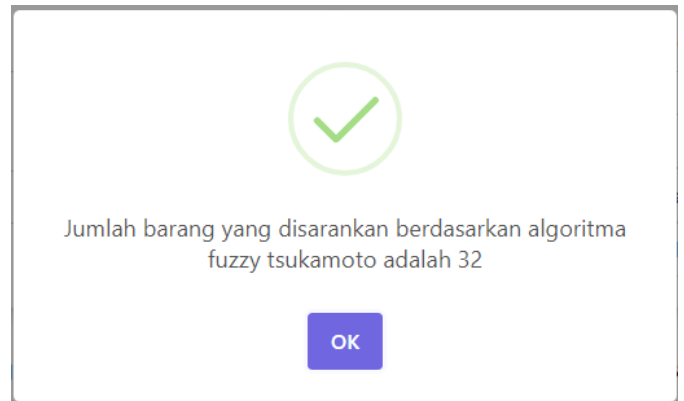 Jumlah barang yang disarankan berdasarkan algoritma
fuzzy tsukamoto adalah 32
OK